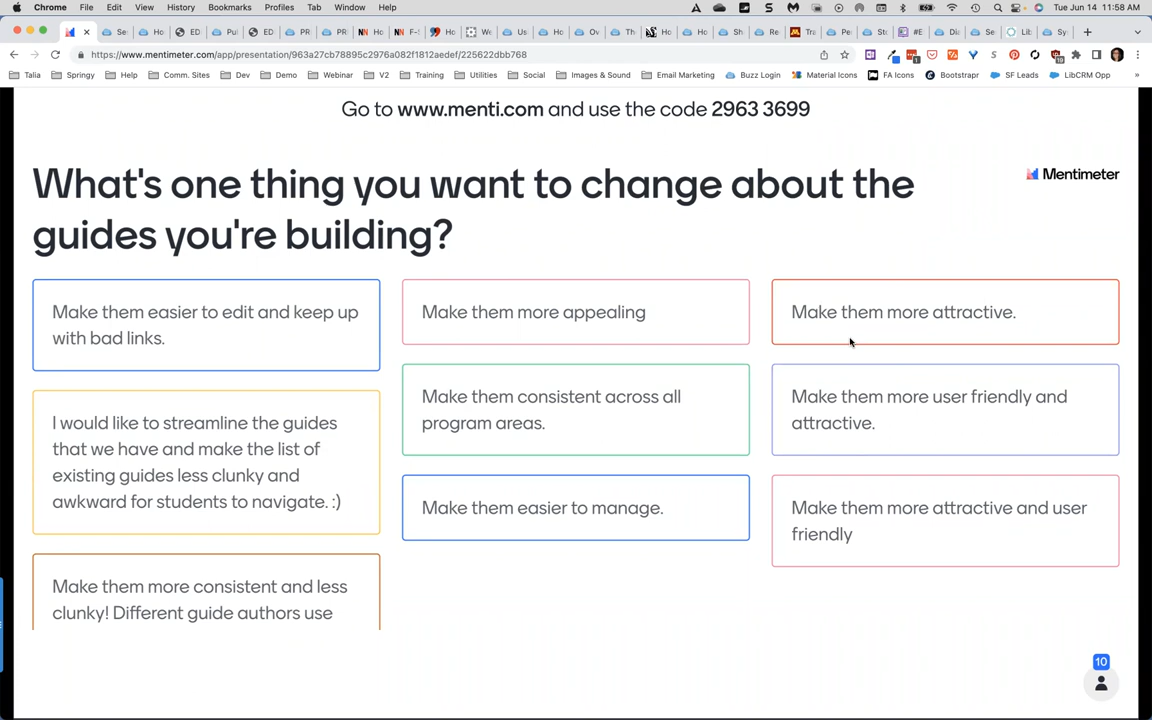 Chrome File Edit View History Bookmarks Profiles Tab Window Help
Tue Jun 14 11:58 AM
https://www.mentimeter.com/app/presentation/963a27cb78895c2976a082f1812aedef/225622dbb768
Talia Springy Help Comm. Sites Dev Demo Webinar V2 Training Utilities Social Images & Sound Email Marketing Buzz Login Material Icons FA Icons Bootstrapr SF Leads LibCRM Opp
Go to www.menti.com and use the code 2963 3699
Mentimeter
What's one thing you want to change about the
guides you're building?
Make them easier to edit and keep up
with bad links.
I would like to streamline the guides
that we have and make the list of
existing guides less clunky and
awkward for students to navigate. :)
Make them more consistent and less
clunky! Different guide authors use
Make them more appealing
Make them consistent across all
program areas.
Make them easier to manage.
Make them more attractive.
Make them more user friendly and
attractive.
Make them more attractive and user
friendly
10